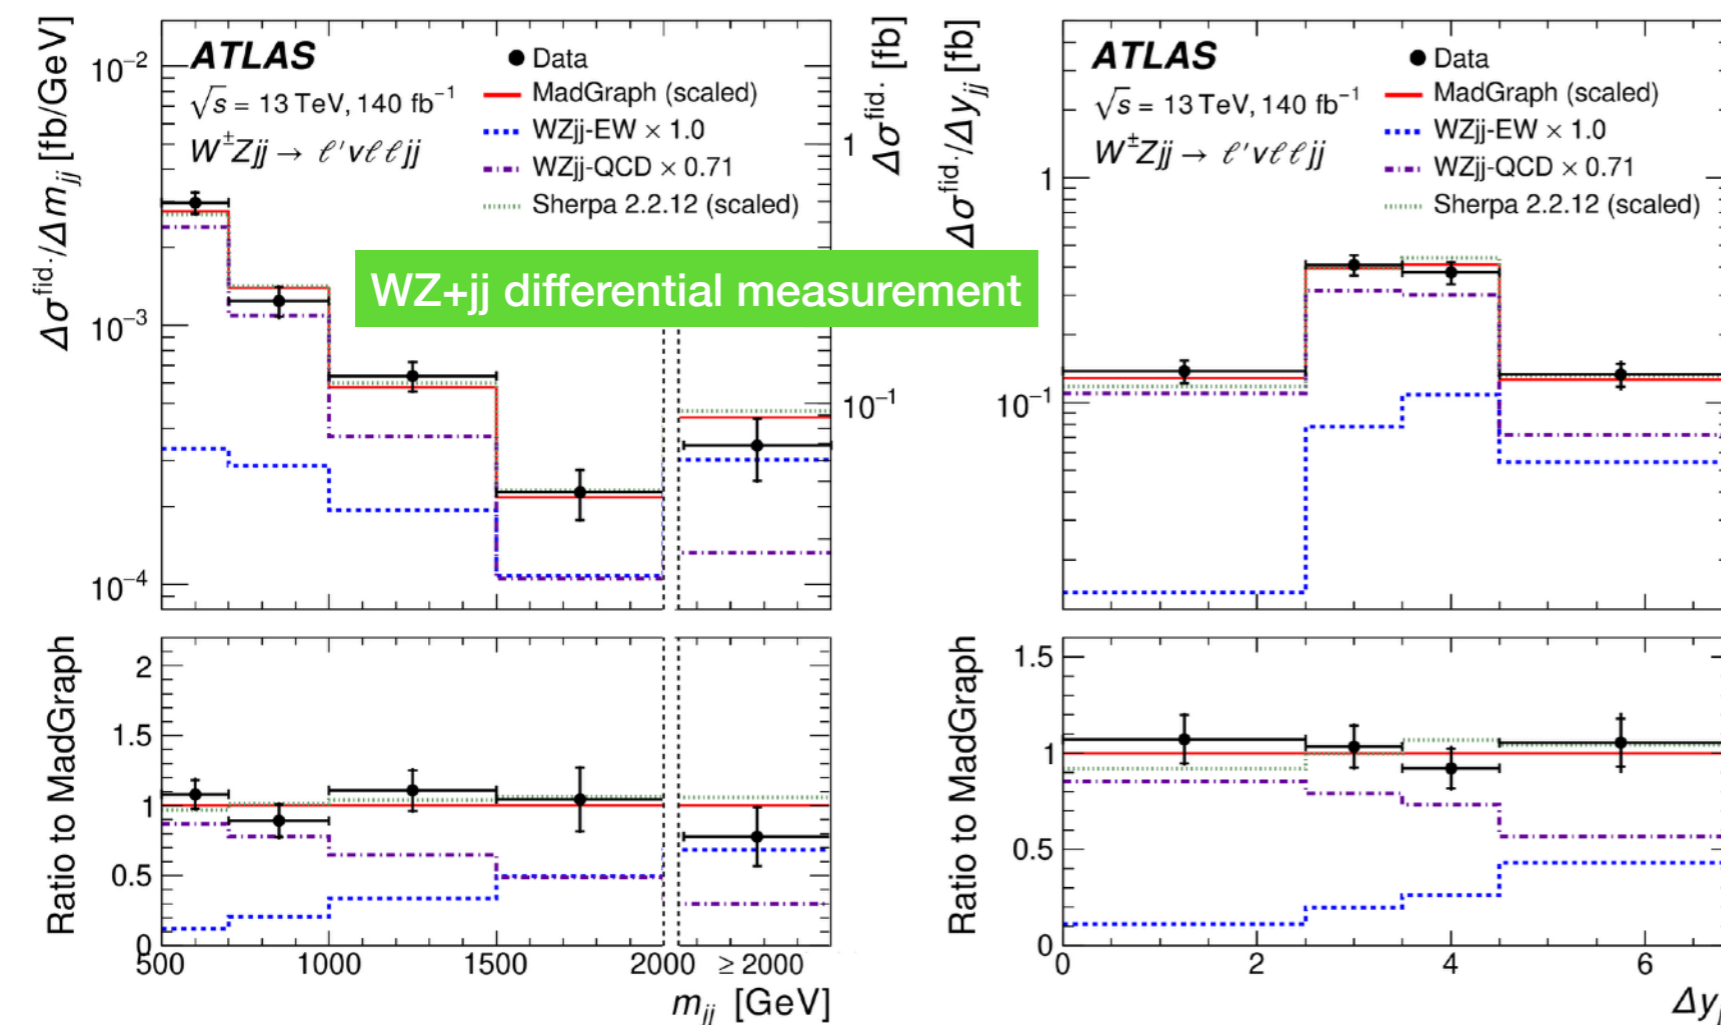 Δσ^fid. / Δm_jj [fb/GeV]
10⁻²
10⁻³
10⁻⁴
ATLAS
√s = 13 TeV, 140 fb⁻¹
W^±Zjj → ℓ′νℓℓjj
Data
MadGraph (scaled)
WZjj-EW × 1.0
WZjj-QCD × 0.71
Sherpa 2.2.12 (scaled)
Δσ^fid. [fb]
1
10⁻¹
WZ+jj differential measurement
Ratio to MadGraph
2
1.5
1
0.5
0
500 1000 1500 2000 ≥ 2000
m_jj [GeV]
Δσ^fid. / Δy_jj [fb]
1
10⁻¹
ATLAS
√s = 13 TeV, 140 fb⁻¹
W^±Zjj → ℓ′νℓℓjj
Data
MadGraph (scaled)
WZjj-EW × 1.0
WZjj-QCD × 0.71
Sherpa 2.2.12 (scaled)
Ratio to MadGraph
1.5
1
0.5
0
0 2 4 6